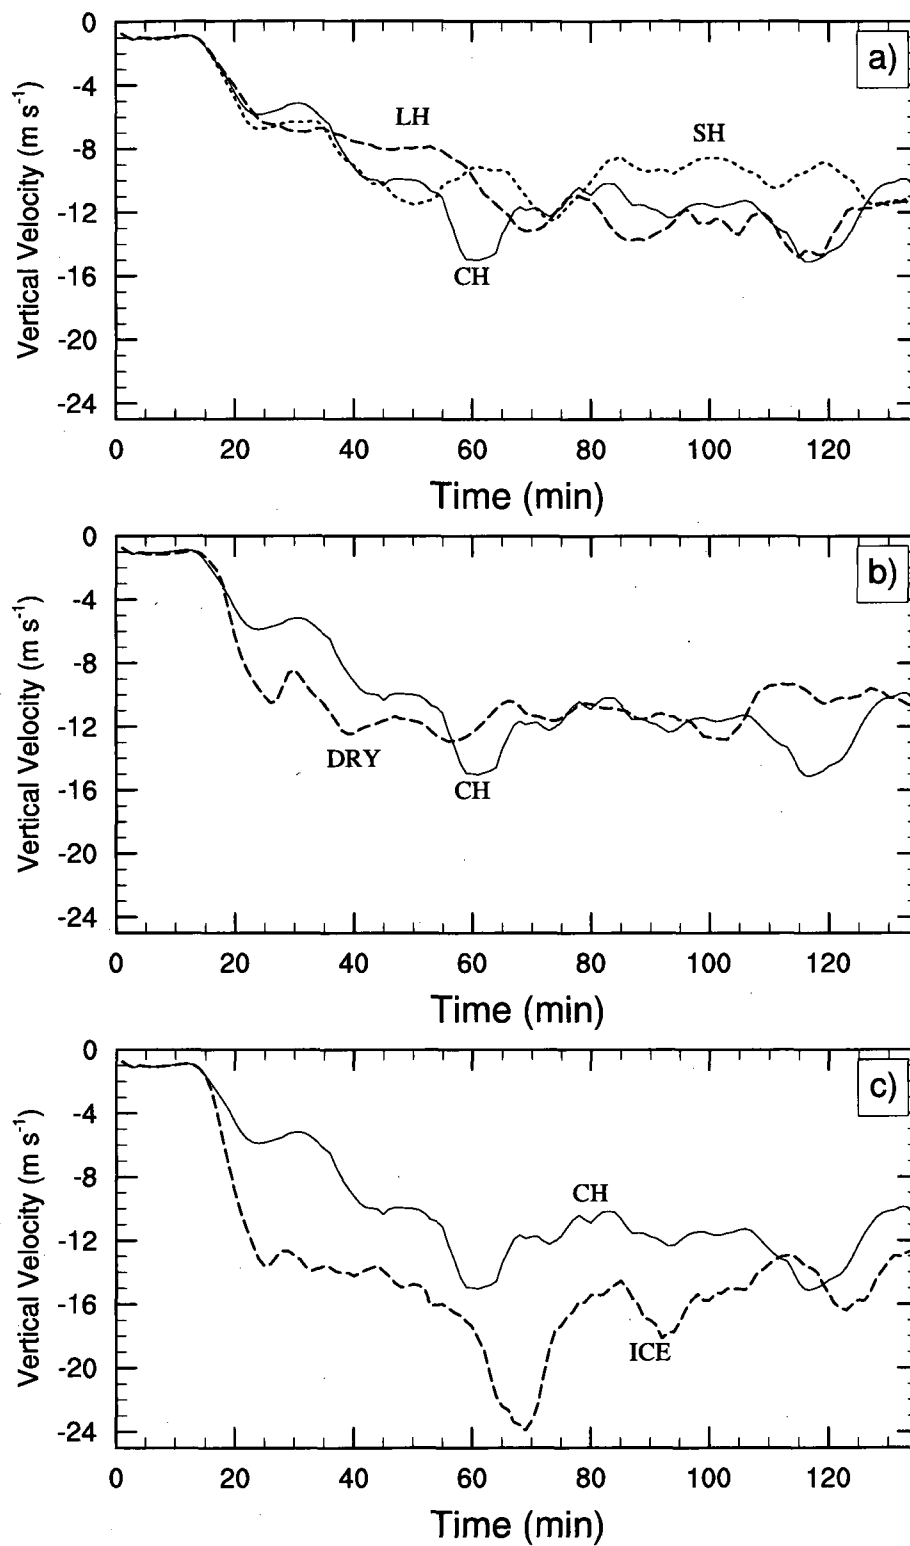 a)
Vertical Velocity (m s-1)
0
-4
-8
-12
-16
-20
-24
LH
SH
CH
0 20 40 60 80 100 120
Time (min)
b)
Vertical Velocity (m s-1)
0
-4
-8
-12
-16
-20
-24
DRY
CH
0 20 40 60 80 100 120
Time (min)
c)
Vertical Velocity (m s-1)
0
-4
-8
-12
-16
-20
-24
CH
ICE
0 20 40 60 80 100 120
Time (min)